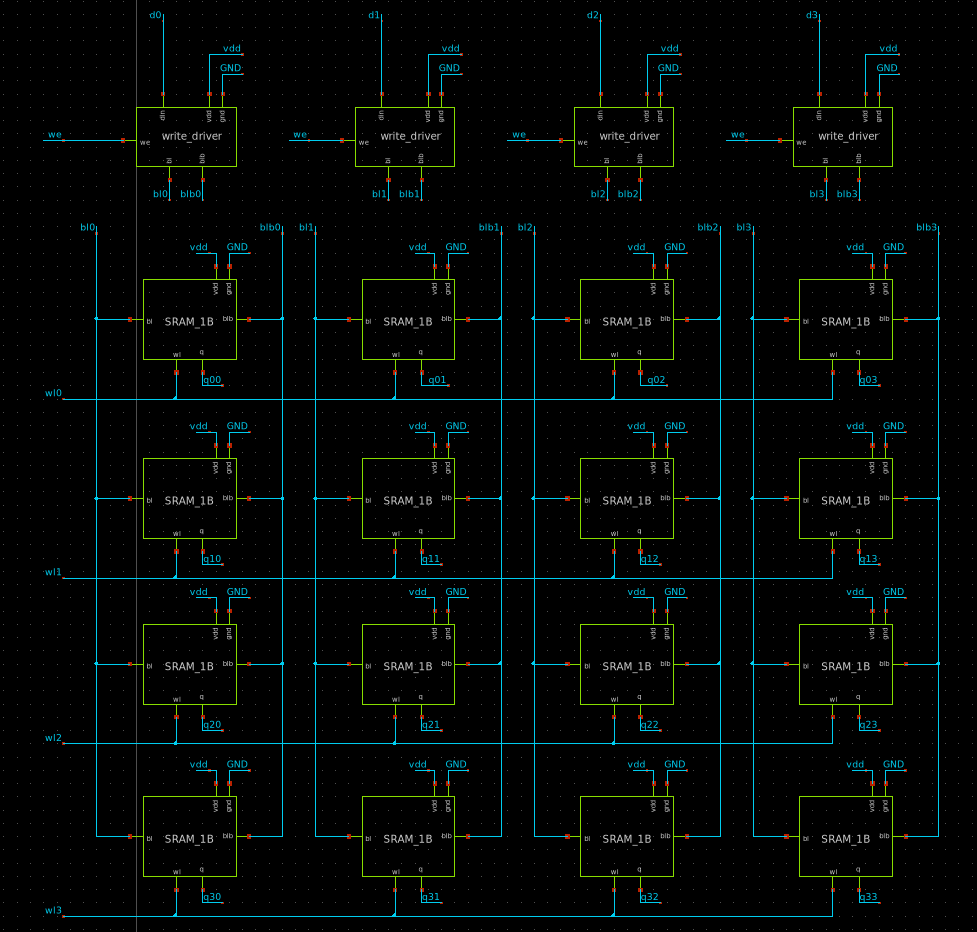 d0 d1 d2 d3
vdd vdd vdd vdd
GND GND GND GND
din vdd gnd din vdd gnd din vdd gnd din vdd gnd
we write_driver we write_driver we write_driver we write_driver
we we we we
bl blb bl blb bl blb bl blb
bl0 blb0 bl1 blb1 bl2 blb2 bl3 blb3
bl0 blb0 bl1 blb1 bl2 blb2 bl3 blb3
vdd GND vdd GND vdd GND vdd GND
vdd gnd vdd gnd vdd gnd vdd gnd
bl SRAM_1B blb bl SRAM_1B blb bl SRAM_1B blb bl SRAM_1B blb
wl q wl q wl q wl q
q00 q01 q02 q03
wl0
vdd GND vdd GND vdd GND vdd GND
vdd gnd vdd gnd vdd gnd vdd gnd
bl SRAM_1B blb bl SRAM_1B blb bl SRAM_1B blb bl SRAM_1B blb
wl q wl q wl q wl q
q10 q11 q12 q13
wl1
vdd GND vdd GND vdd GND vdd GND
vdd gnd vdd gnd vdd gnd vdd gnd
bl SRAM_1B blb bl SRAM_1B blb bl SRAM_1B blb bl SRAM_1B blb
wl q wl q wl q wl q
q20 q21 q22 q23
wl2
vdd GND vdd GND vdd GND vdd GND
vdd gnd vdd gnd vdd gnd vdd gnd
bl SRAM_1B blb bl SRAM_1B blb bl SRAM_1B blb bl SRAM_1B blb
wl q wl q wl q wl q
q30 q31 q32 q33
wl3